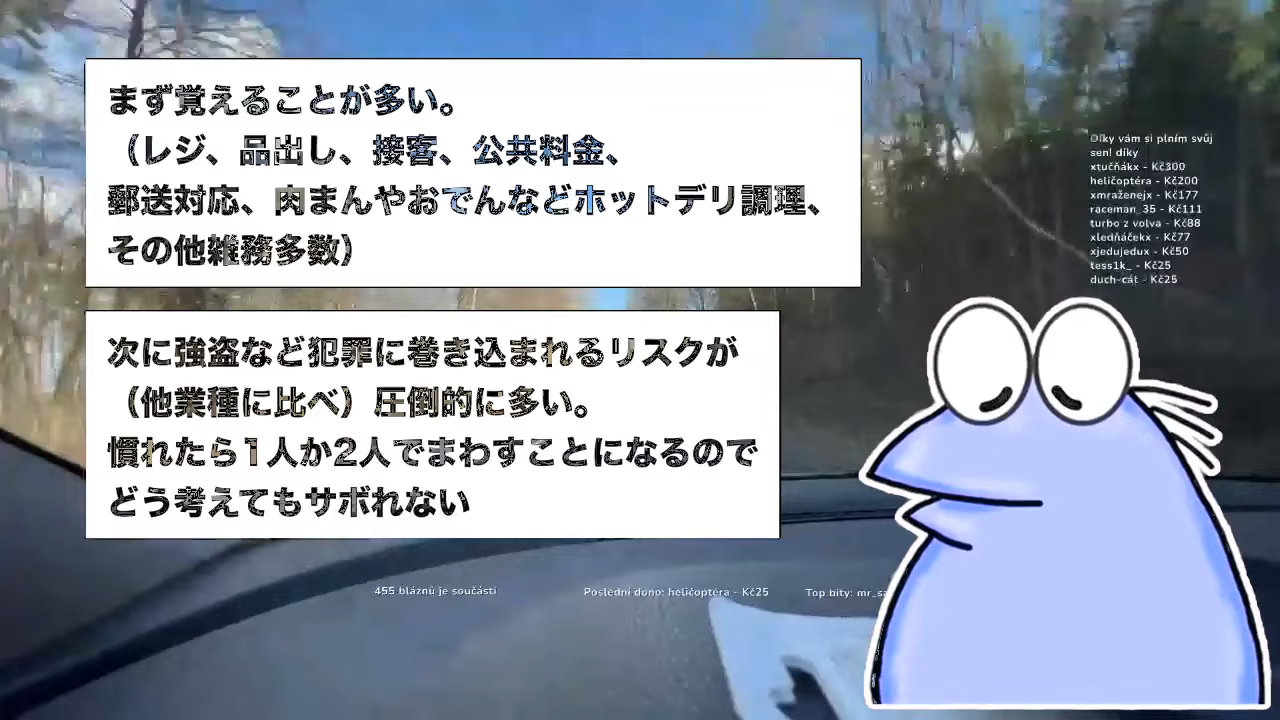 まず覚えることが多い。
（レジ、品出し、接客、公共料金、
郵送対応、肉まんやおでんなどホットデリ調理、
その他雑務多数）
次に強盗など犯罪に巻き込まれるリスクが
（他業種に比べ）圧倒的に多い。
慣れたら1人か2人でまわすことになるので
どう考えてもサボれない
Díky vám si plním svůj
sen! díky
xtučňákx - Kč300
heličoptéra - Kč200
xmraženejx - Kč177
raceman_35 - Kč111
turbo z volva - Kč88
xledňáčekx - Kč77
xjedujedux - Kč50
tess1k_ - Kč25
duch-cat - Kč25
455 bláznů je součástí
Poslední dono: heličoptéra - Kč25
Top bity: